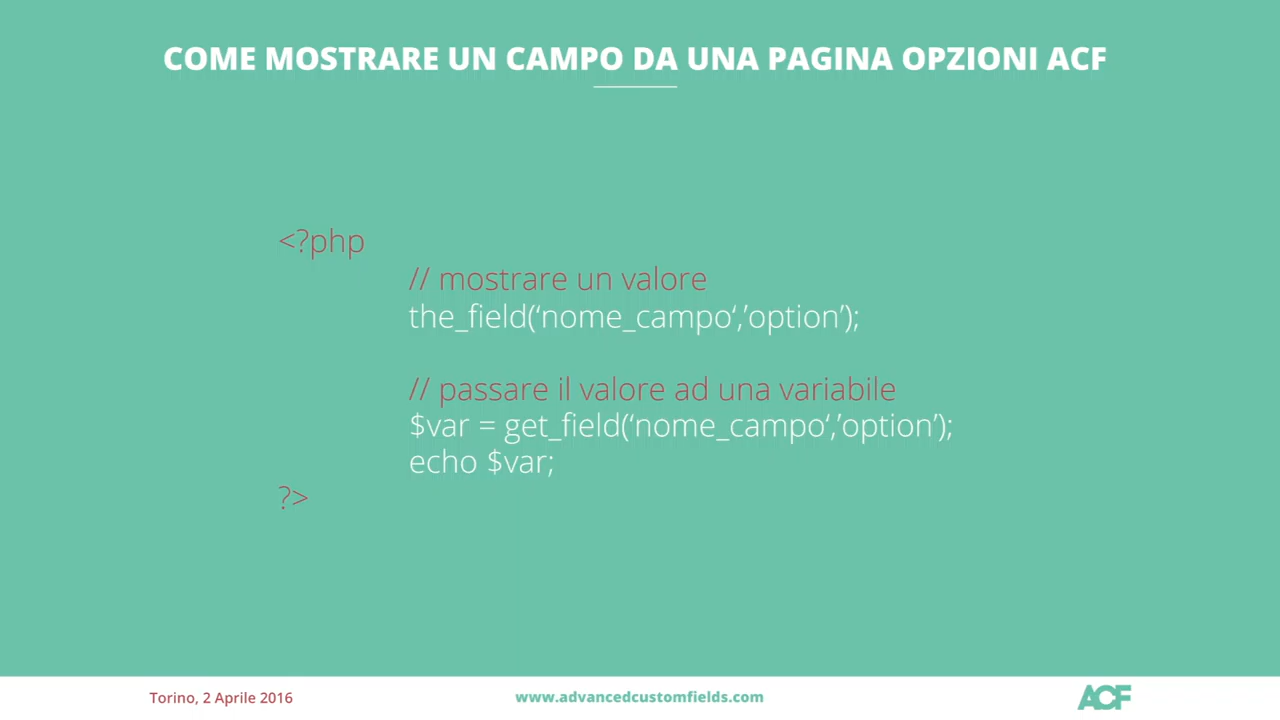 COME MOSTRARE UN CAMPO DA UNA PAGINA OPZIONI ACF
<?php
// mostrare un valore
the_field(‘nome_campo‘,’option’);
// passare il valore ad una variabile
$var = get_field(‘nome_campo‘,’option’);
echo $var;
?>
Torino, 2 Aprile 2016
www.advancedcustomfields.com
ACF